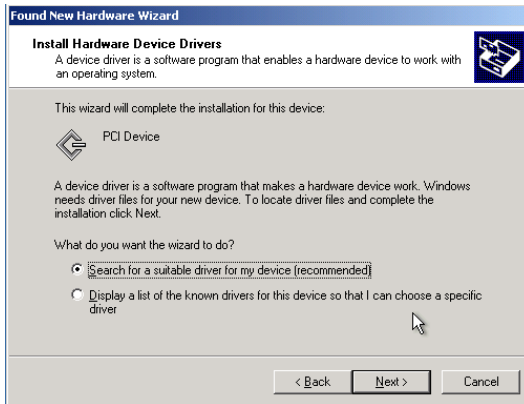 Found New Hardware Wizard
Install Hardware Device Drivers
A device driver is a software program that enables a hardware device to work with
an operating system.
This wizard will complete the installation for this device:
PCI Device
A device driver is a software program that makes a hardware device work. Windows
needs driver files for your new device. To locate driver files and complete the
installation click Next.
What do you want the wizard to do?
Search for a suitable driver for my device (recommended)
Display a list of the known drivers for this device so that I can choose a specific
driver
< Back
Next >
Cancel